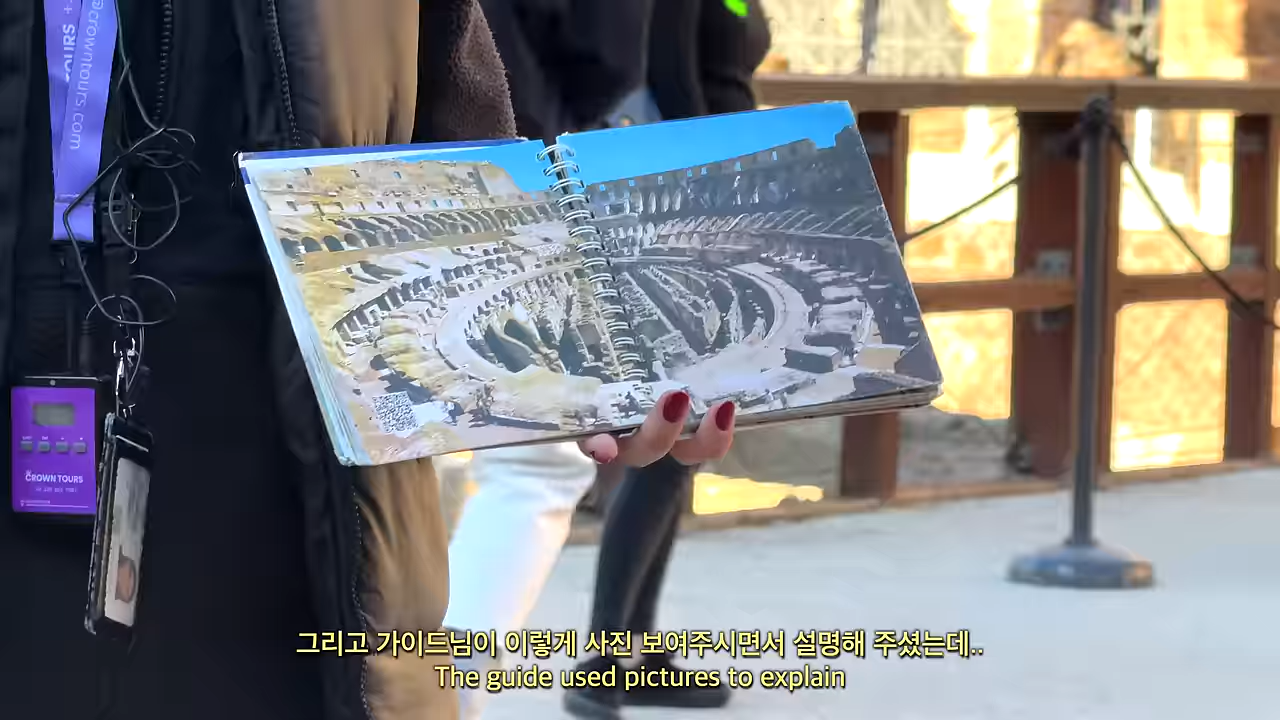 TOURS
@crowntours.com
CROWN TOURS
그리고 가이드님이 이렇게 사진 보여주시면서 설명해 주셨는데..
The guide used pictures to explain